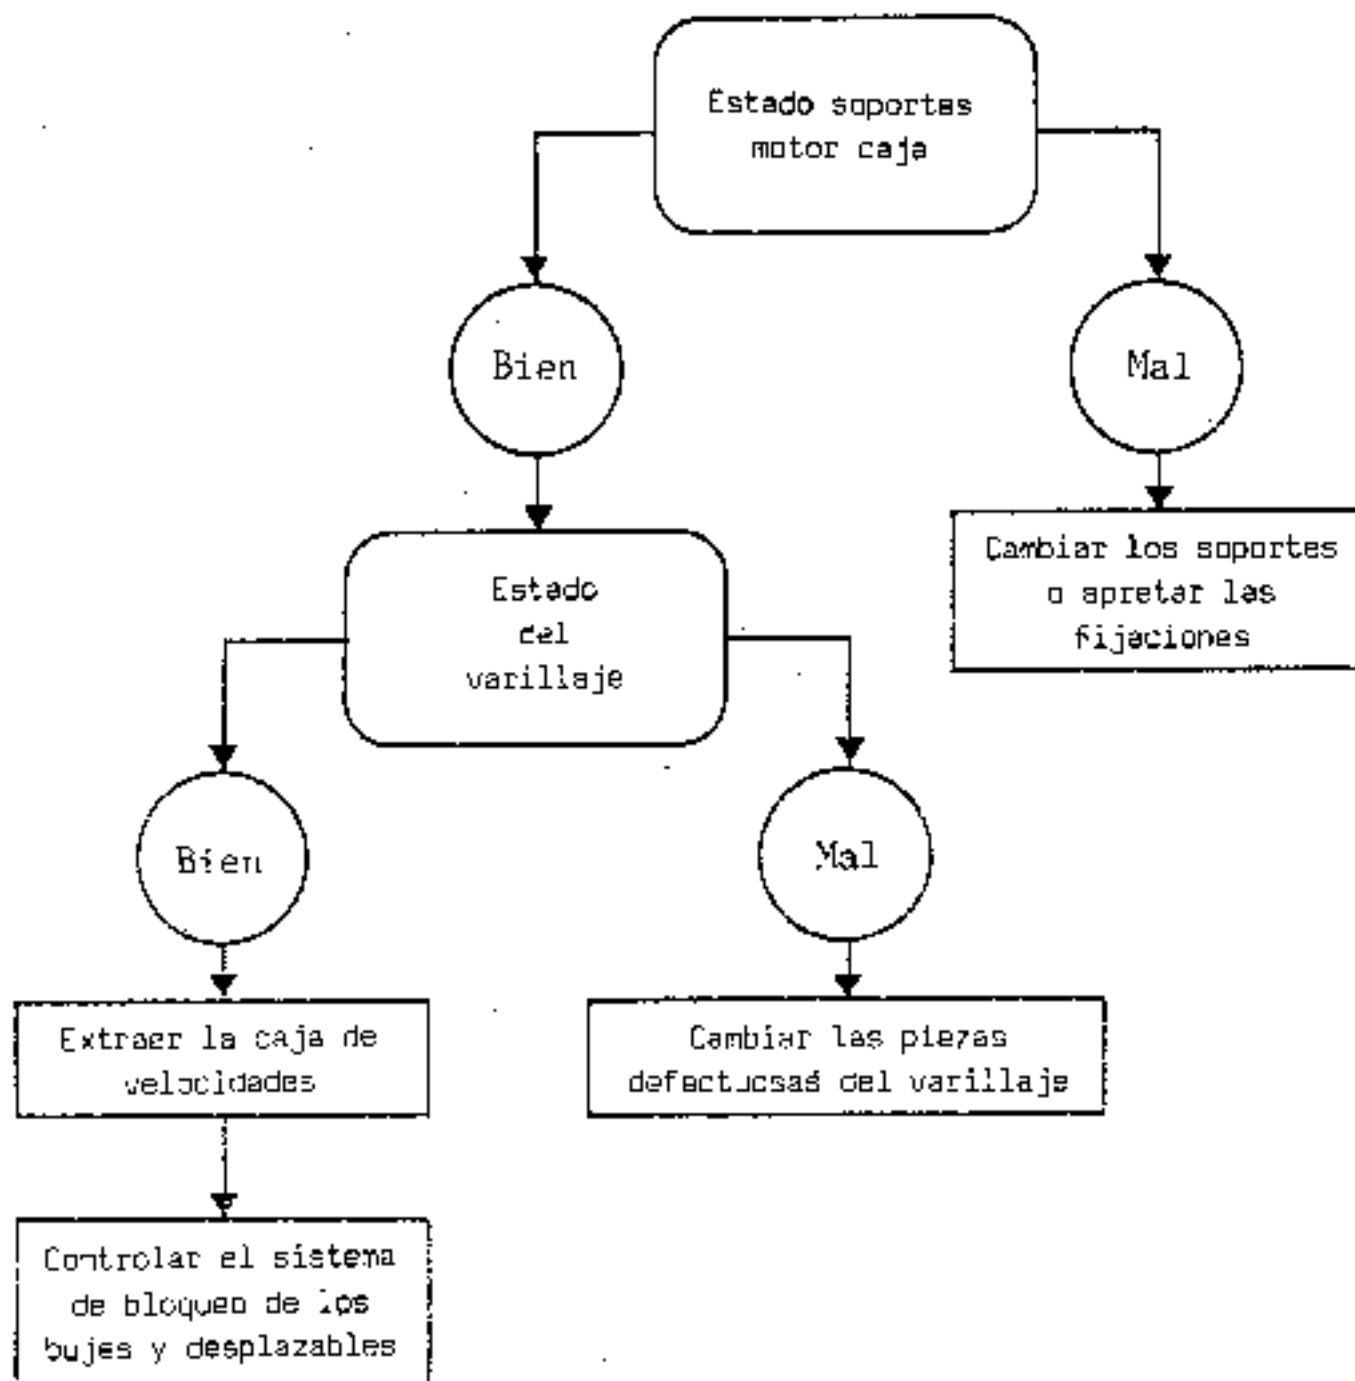 Estado soportes
motor caja
Bien
Mal
Cambiar los soportes
o apretar las
fijaciones
Estado
del
varillaje
Bien
Mal
Extraer la caja de
velocidades
Cambiar las piezas
defectuosas del varillaje
Controlar el sistema
de bloqueo de los
bujes y desplazables